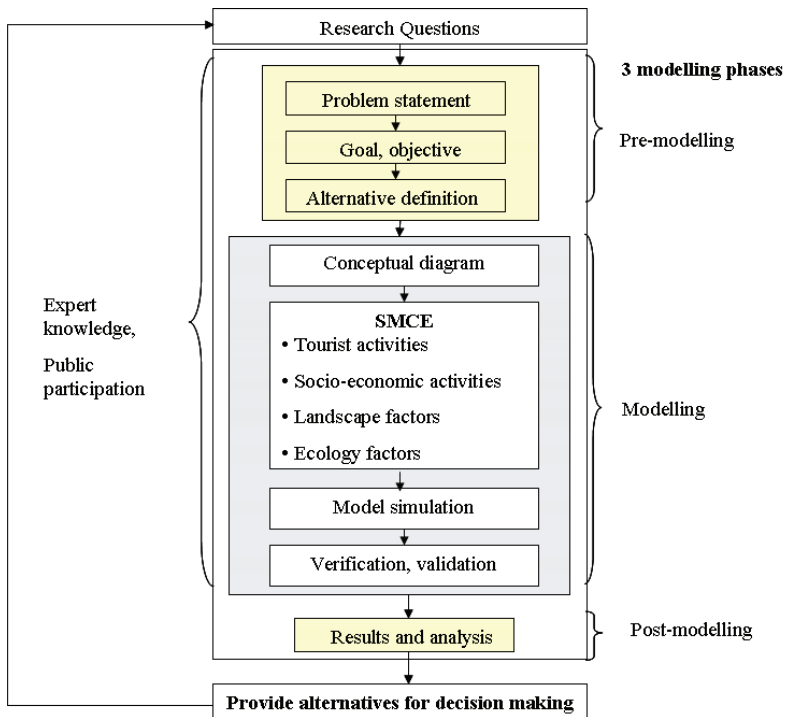 Research Questions
3 modelling phases
Problem statement
Goal, objective
Pre-modelling
Alternative definition
Conceptual diagram
SMCE
• Tourist activities
• Socio-economic activities
• Landscape factors
• Ecology factors
Expert
knowledge,
Public
participation
Modelling
Model simulation
Verification, validation
Results and analysis
Post-modelling
Provide alternatives for decision making